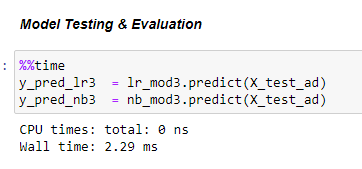 Model Testing & Evaluation
: %%time
y_pred_lr3  = lr_mod3.predict(X_test_ad)
y_pred_nb3  = nb_mod3.predict(X_test_ad)
CPU times: total: 0 ns
Wall time: 2.29 ms